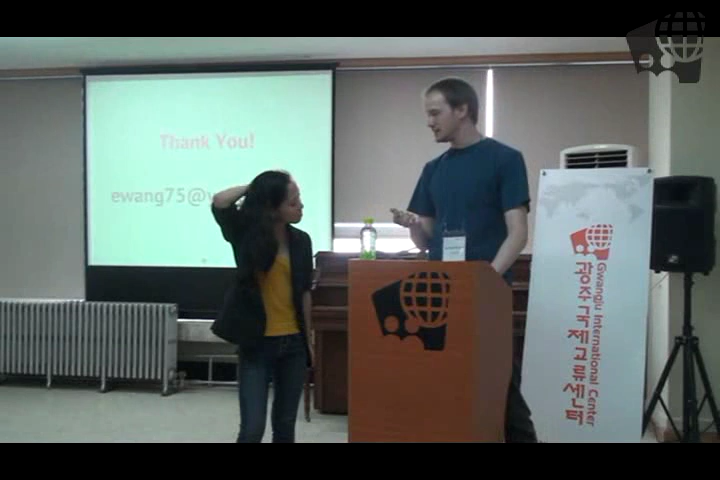 Thank You!
ewang75@
Gwangju International Center
광주국제교류센터